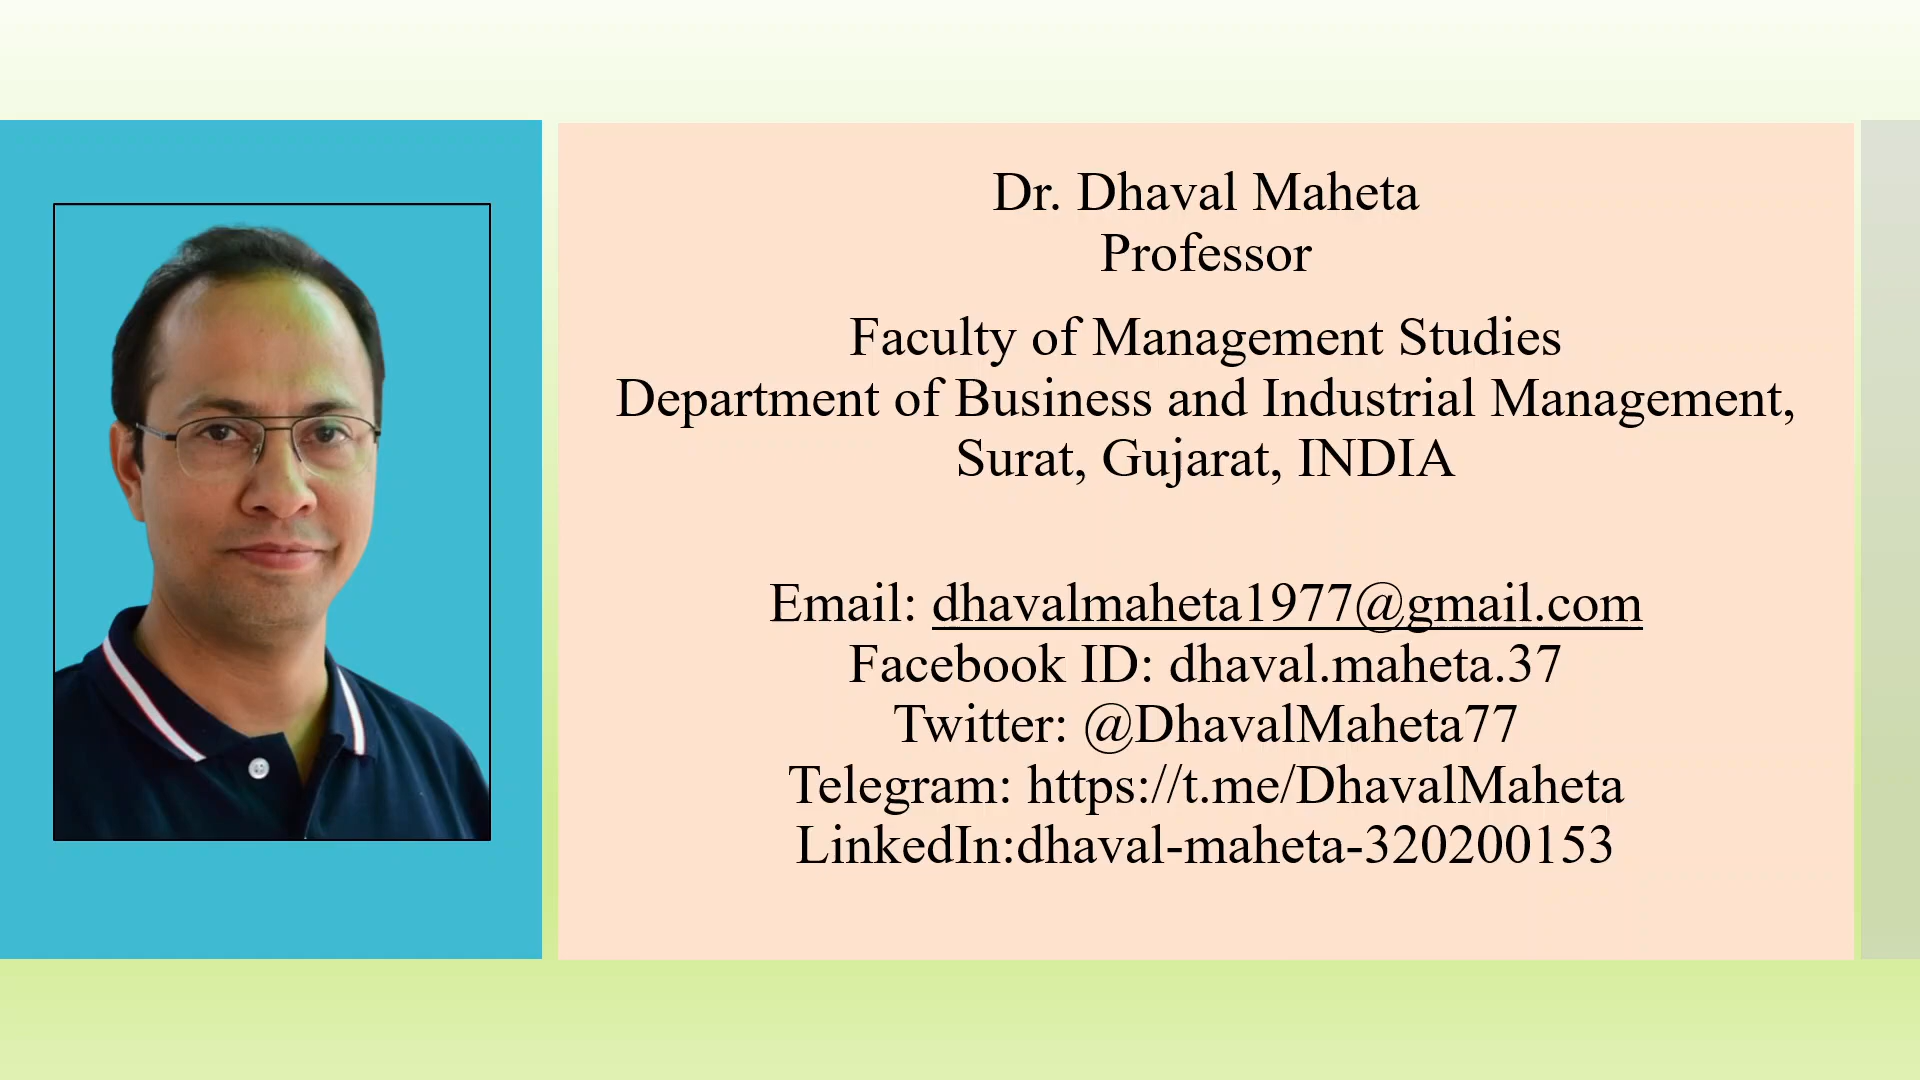 Dr. Dhaval Maheta
Professor
Faculty of Management Studies
Department of Business and Industrial Management,
Surat, Gujarat, INDIA
Email: dhavalmaheta1977@gmail.com
Facebook ID: dhaval.maheta.37
Twitter: @DhavalMaheta77
Telegram: https://t.me/DhavalMaheta
LinkedIn:dhaval-maheta-320200153